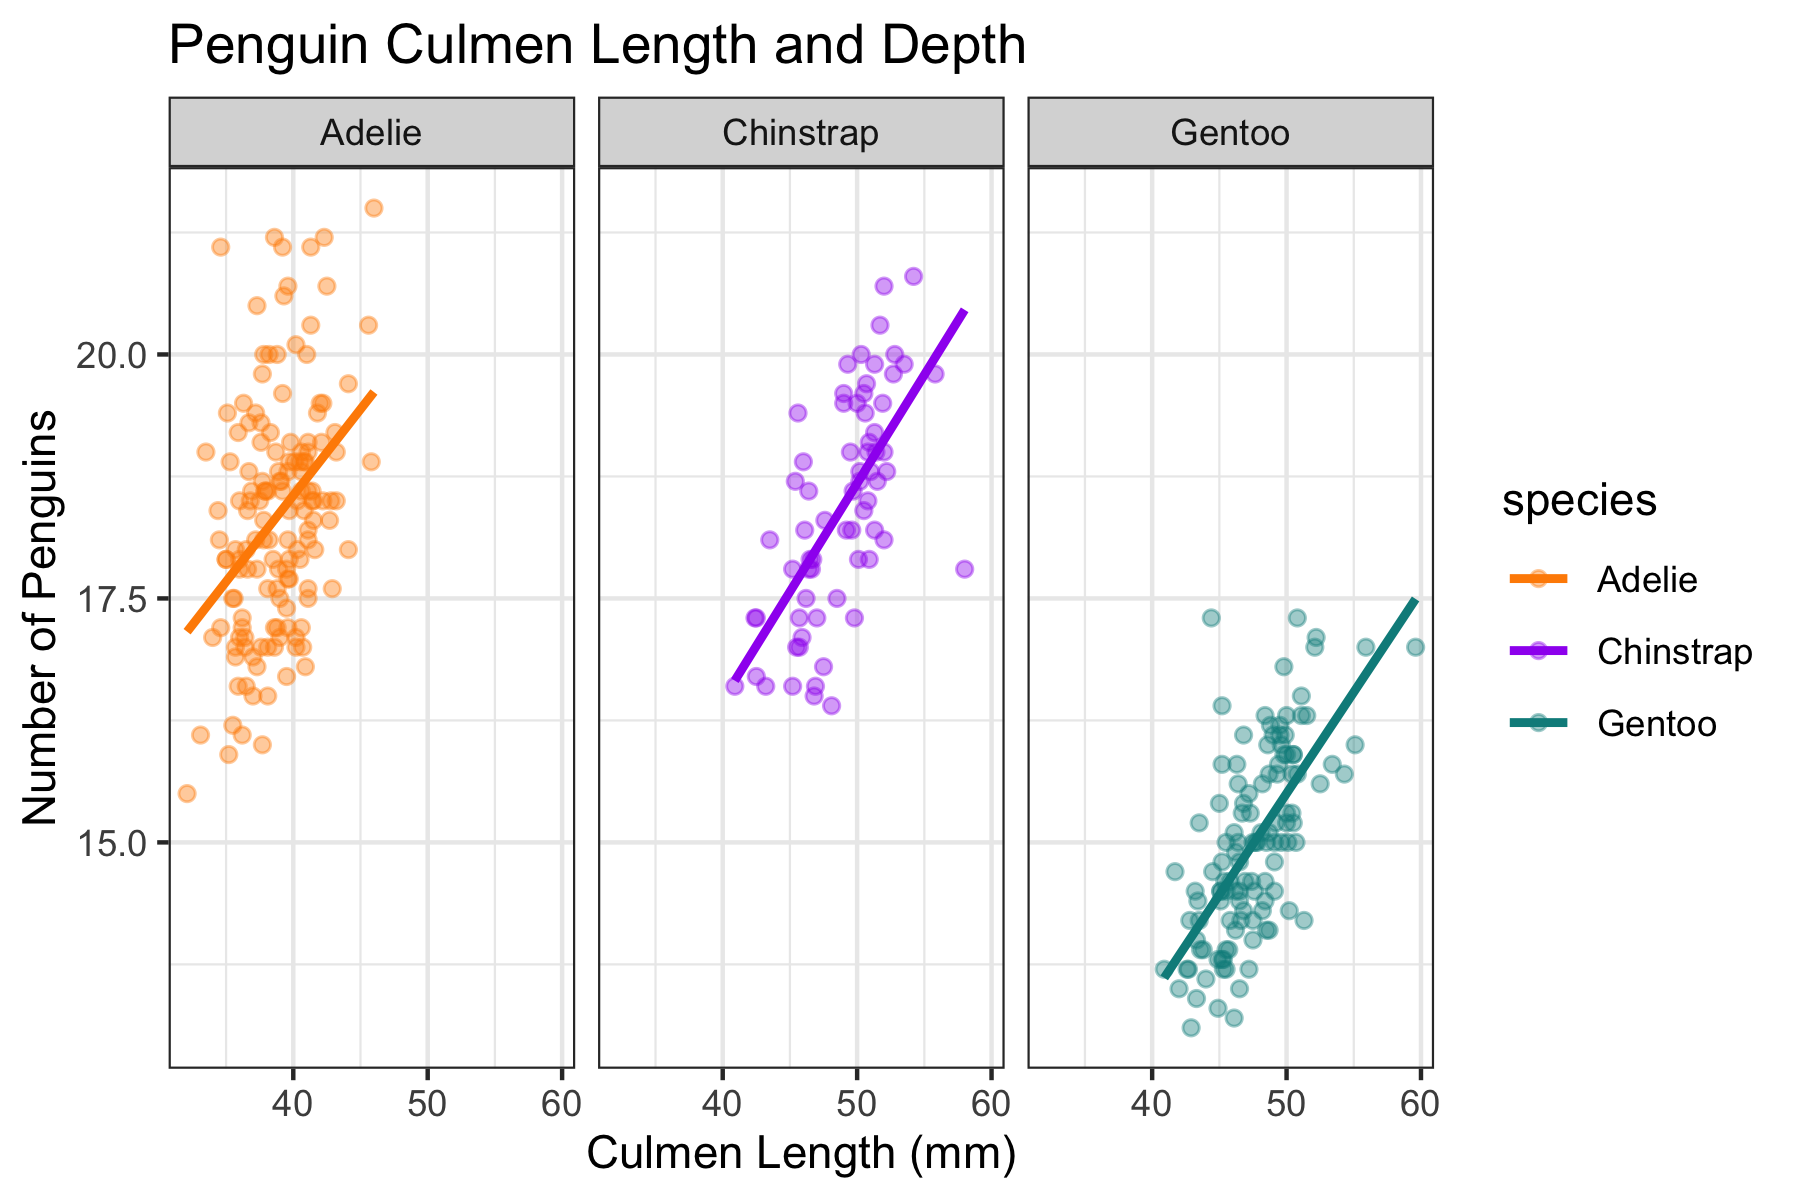 Penguin Culmen Length and Depth
Adelie
Chinstrap
Gentoo
Number of Penguins
20.0
17.5
15.0
40 50 60
40 50 60
40 50 60
Culmen Length (mm)
species
Adelie
Chinstrap
Gentoo